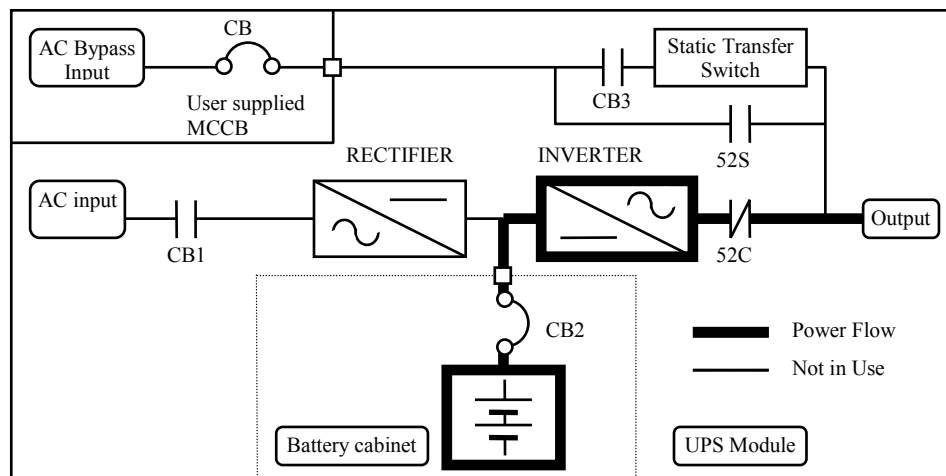 CB
AC Bypass
Input
User supplied
MCCB
Static Transfer
Switch
CB3
52S
RECTIFIER
INVERTER
AC input
CB1
52C
Output
CB2
Power Flow
Not in Use
Battery cabinet
UPS Module